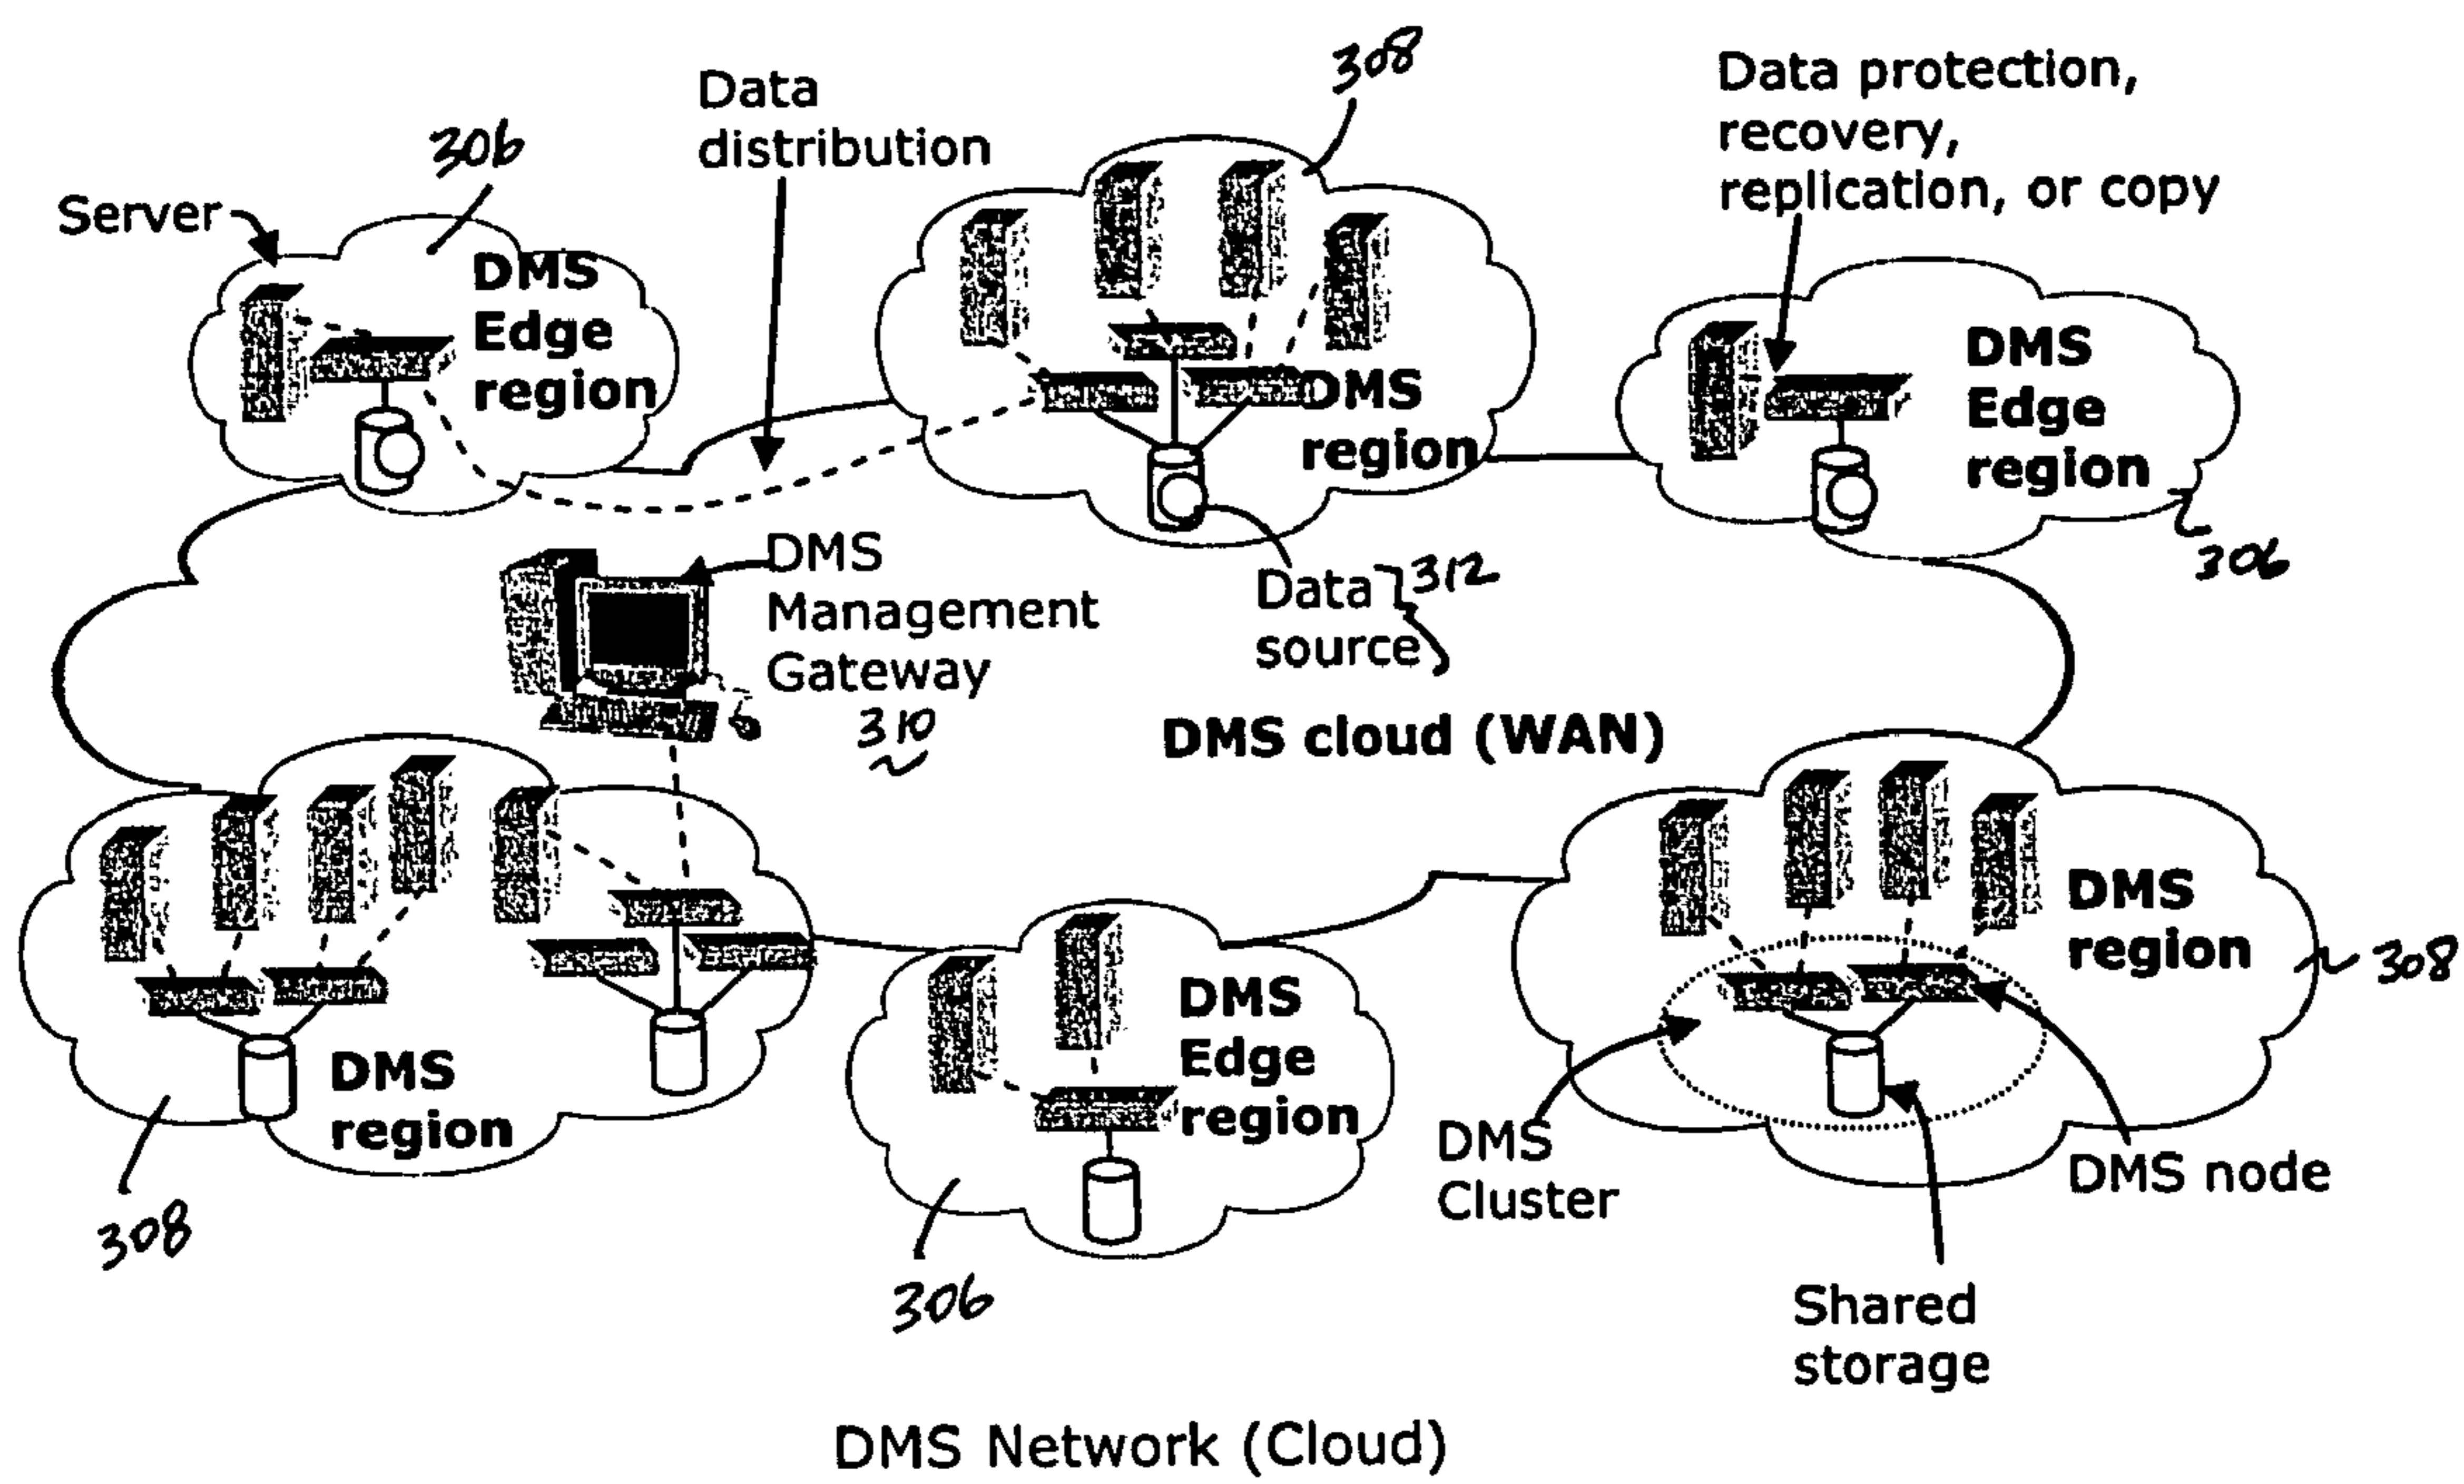 308
Data protection,
recovery,
replication, or copy
Data
distribution
306
Server
DMS
Edge
region
DMS
region
DMS
Edge
region
306
DMS
Management
Gateway
310
Data
source
312
DMS cloud (WAN)
DMS
region
308
DMS
region
308
DMS
Edge
region
306
DMS
Cluster
DMS node
Shared
storage
DMS Network (Cloud)